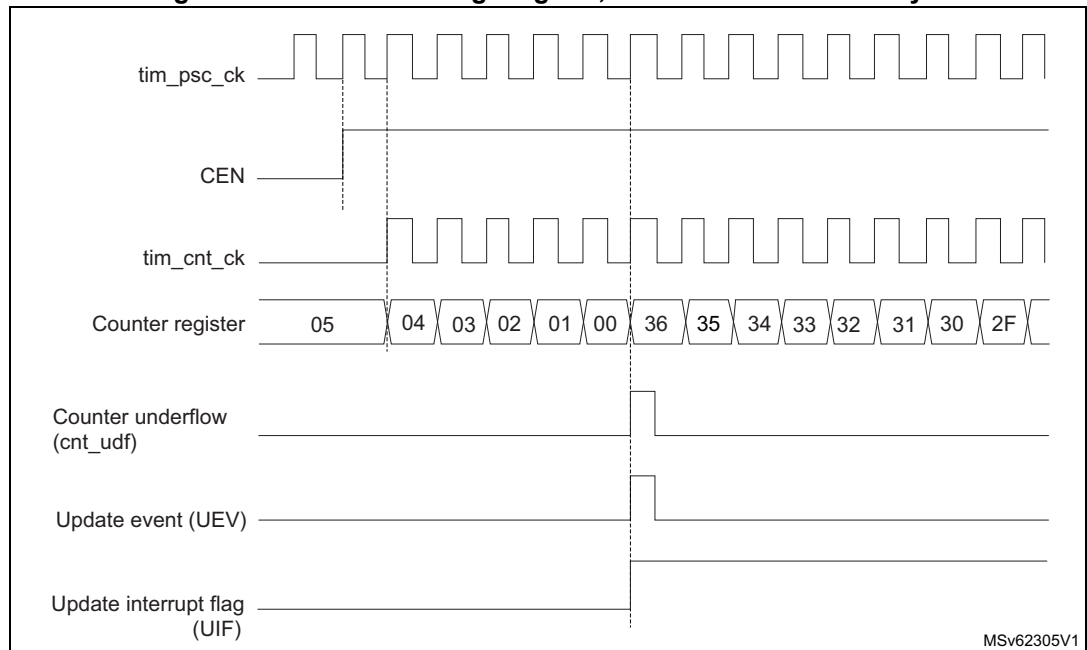 tim_psc_ck
CEN
tim_cnt_ck
Counter register 05 04 03 02 01 00 36 35 34 33 32 31 30 2F
Counter underflow
(cnt_udf)
Update event (UEV)
Update interrupt flag
(UIF)
MSv62305V1